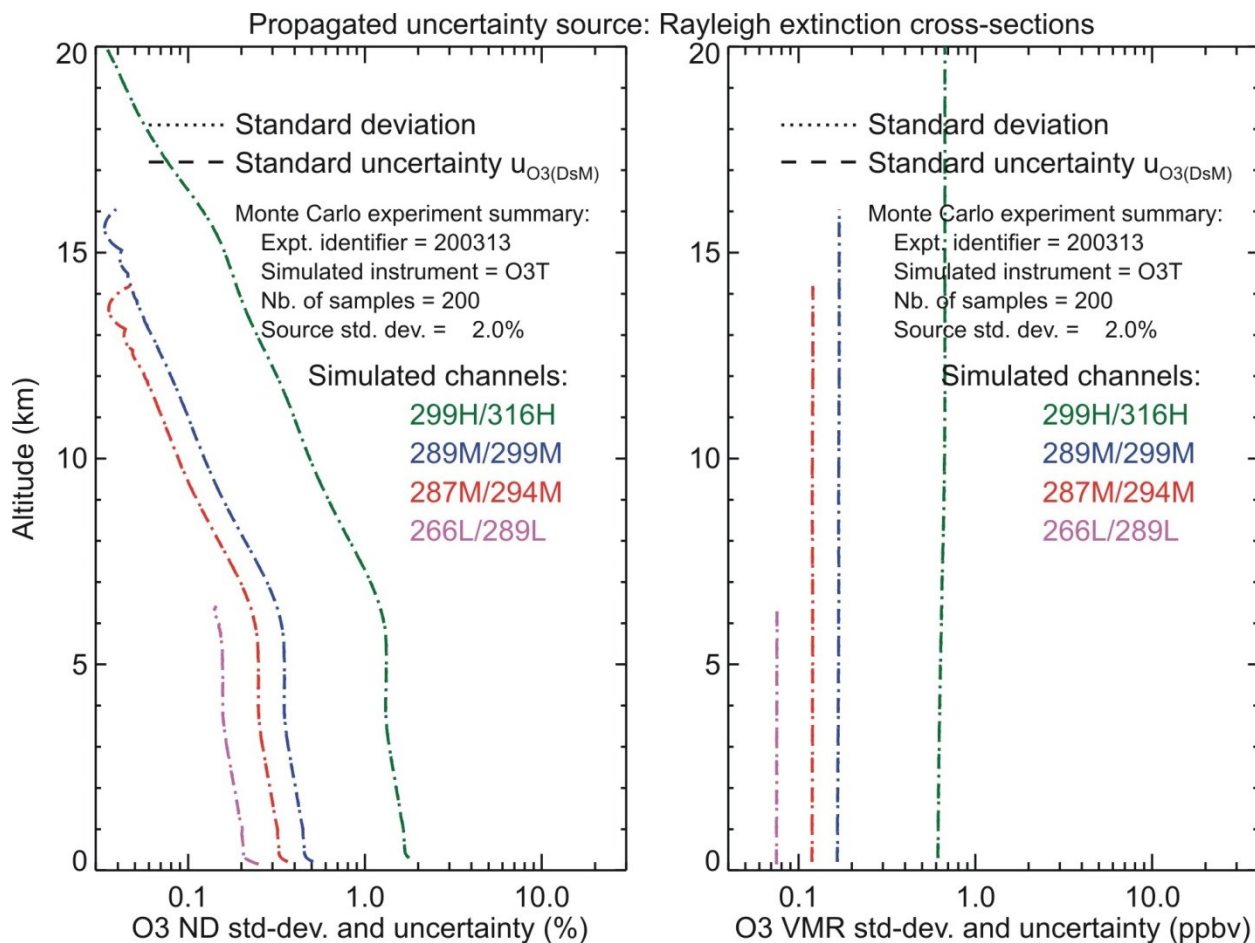 Propagated uncertainty source: Rayleigh extinction cross-sections
20
15
10
5
0
Altitude (km)
Standard deviation
Standard uncertainty uO3(DsM)
Monte Carlo experiment summary:
Expt. identifier = 200313
Simulated instrument = O3T
Nb. of samples = 200
Source std. dev. = 2.0%
Simulated channels:
299H/316H
289M/299M
287M/294M
266L/289L
0.1 1.0 10.0
O3 ND std-dev. and uncertainty (%)
20
15
10
5
0
Standard deviation
Standard uncertainty uO3(DsM)
Monte Carlo experiment summary:
Expt. identifier = 200313
Simulated instrument = O3T
Nb. of samples = 200
Source std. dev. = 2.0%
Simulated channels:
299H/316H
289M/299M
287M/294M
266L/289L
0.1 1.0 10.0
O3 VMR std-dev. and uncertainty (ppbv)